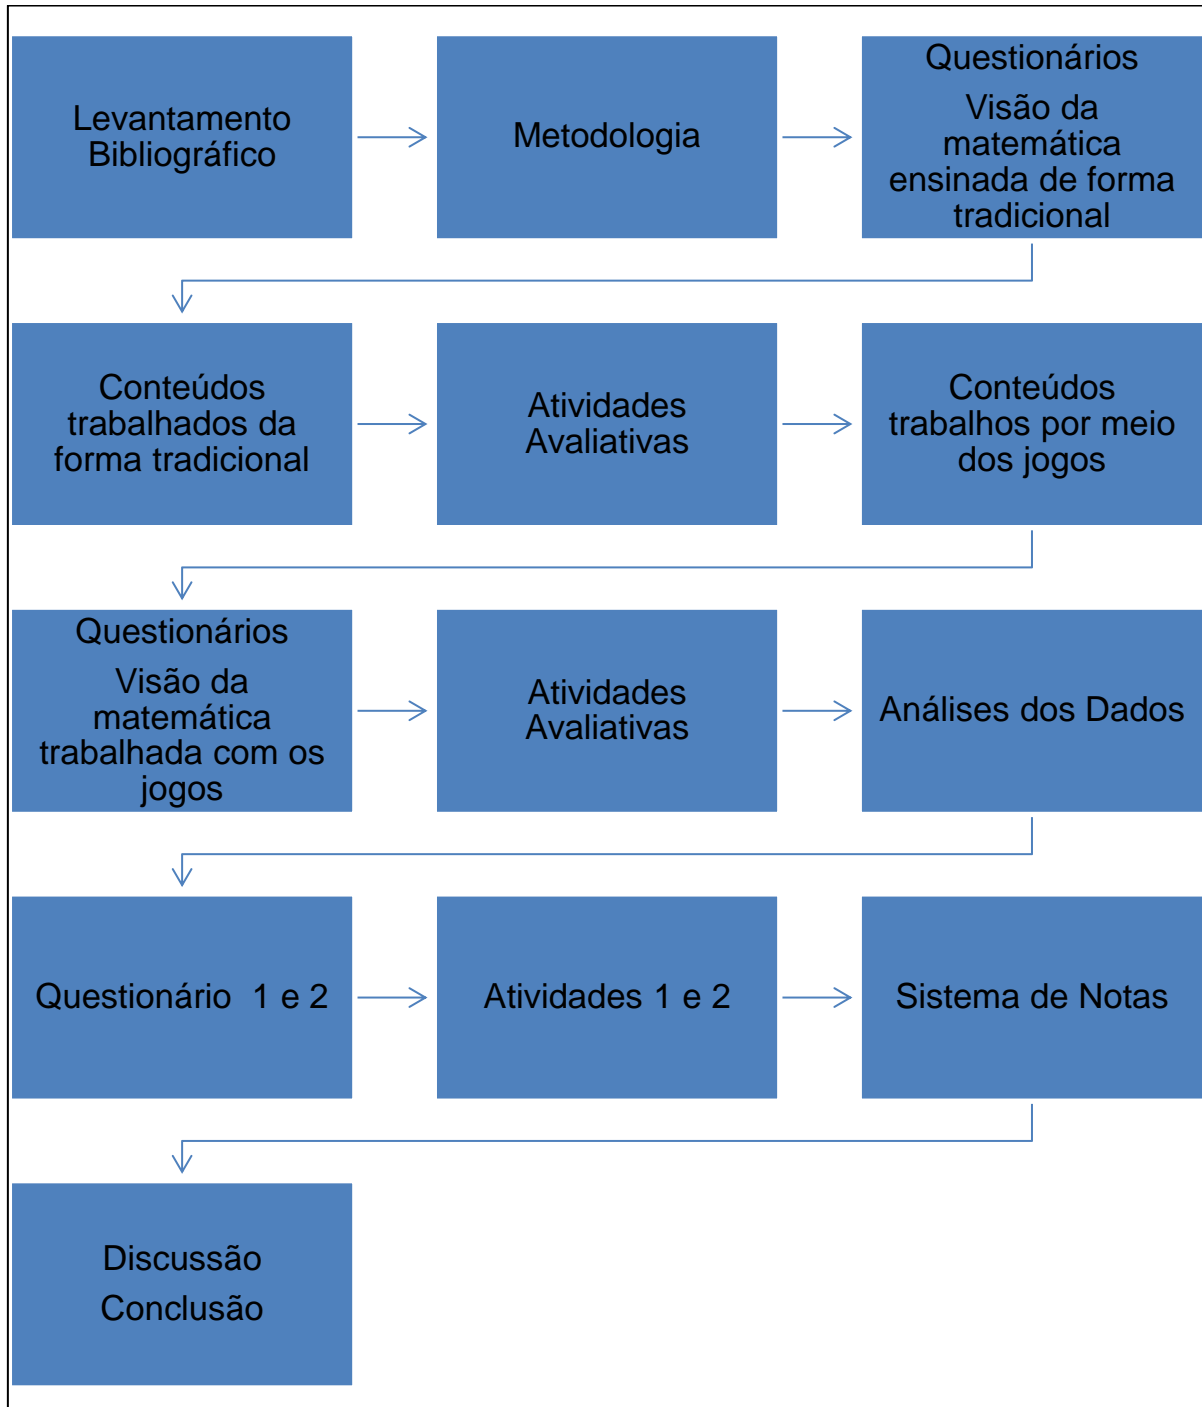 Levantamento
Bibliográfico
Metodologia
Questionários
Visão da
matemática
ensinada de forma
tradicional
Conteúdos
trabalhados da
forma tradicional
Atividades
Avaliativas
Conteúdos
trabalhos por meio
dos jogos
Questionários
Visão da
matemática
trabalhada com os
jogos
Atividades
Avaliativas
Análises dos Dados
Questionário 1 e 2
Atividades 1 e 2
Sistema de Notas
Discussão
Conclusão